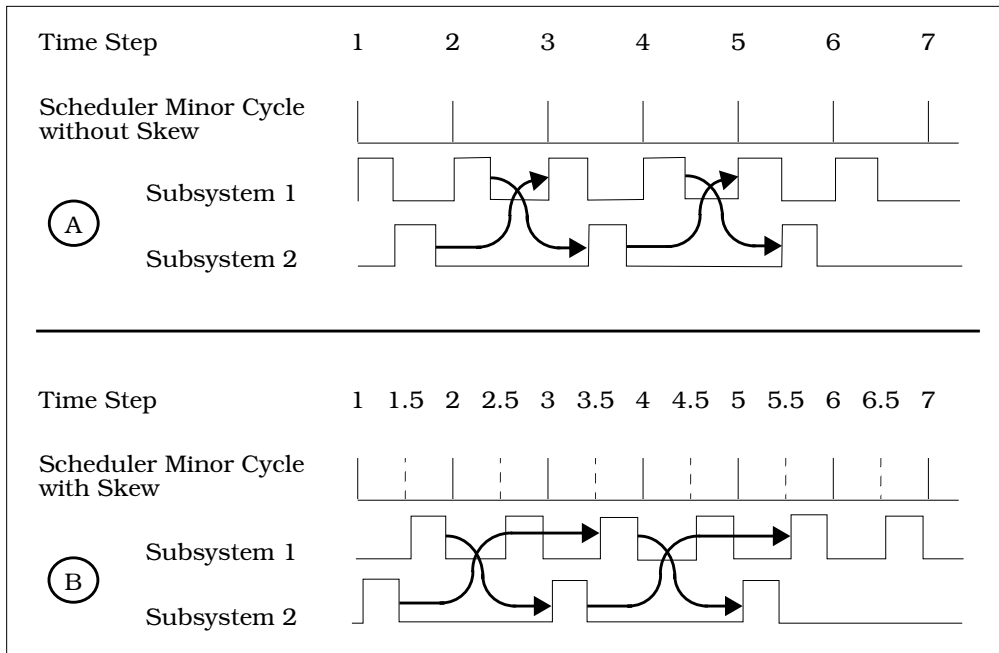 Time Step 1 2 3 4 5 6 7
Scheduler Minor Cycle
without Skew
Subsystem 1
A
Subsystem 2
Time Step 1 1.5 2 2.5 3 3.5 4 4.5 5 5.5 6 6.5 7
Scheduler Minor Cycle
with Skew
Subsystem 1
B
Subsystem 2